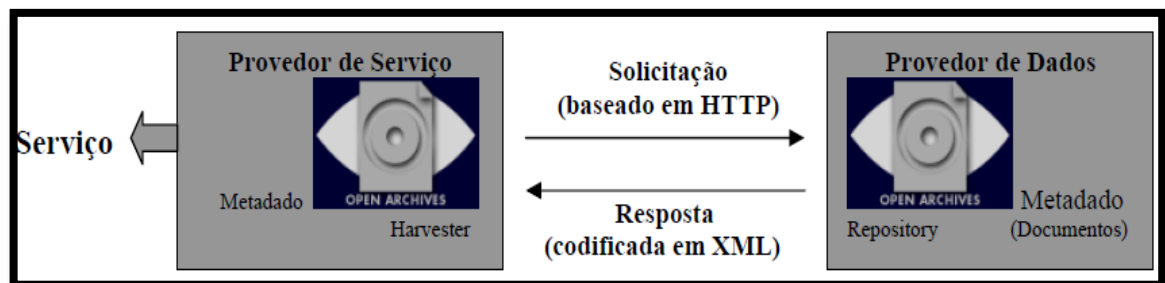 Serviço
Provedor de Serviço
OPEN ARCHIVES
Metadado
Harvester
Solicitação
(baseado em HTTP)
Resposta
(codificada em XML)
Provedor de Dados
OPEN ARCHIVES
Repository
Metadado
(Documentos)